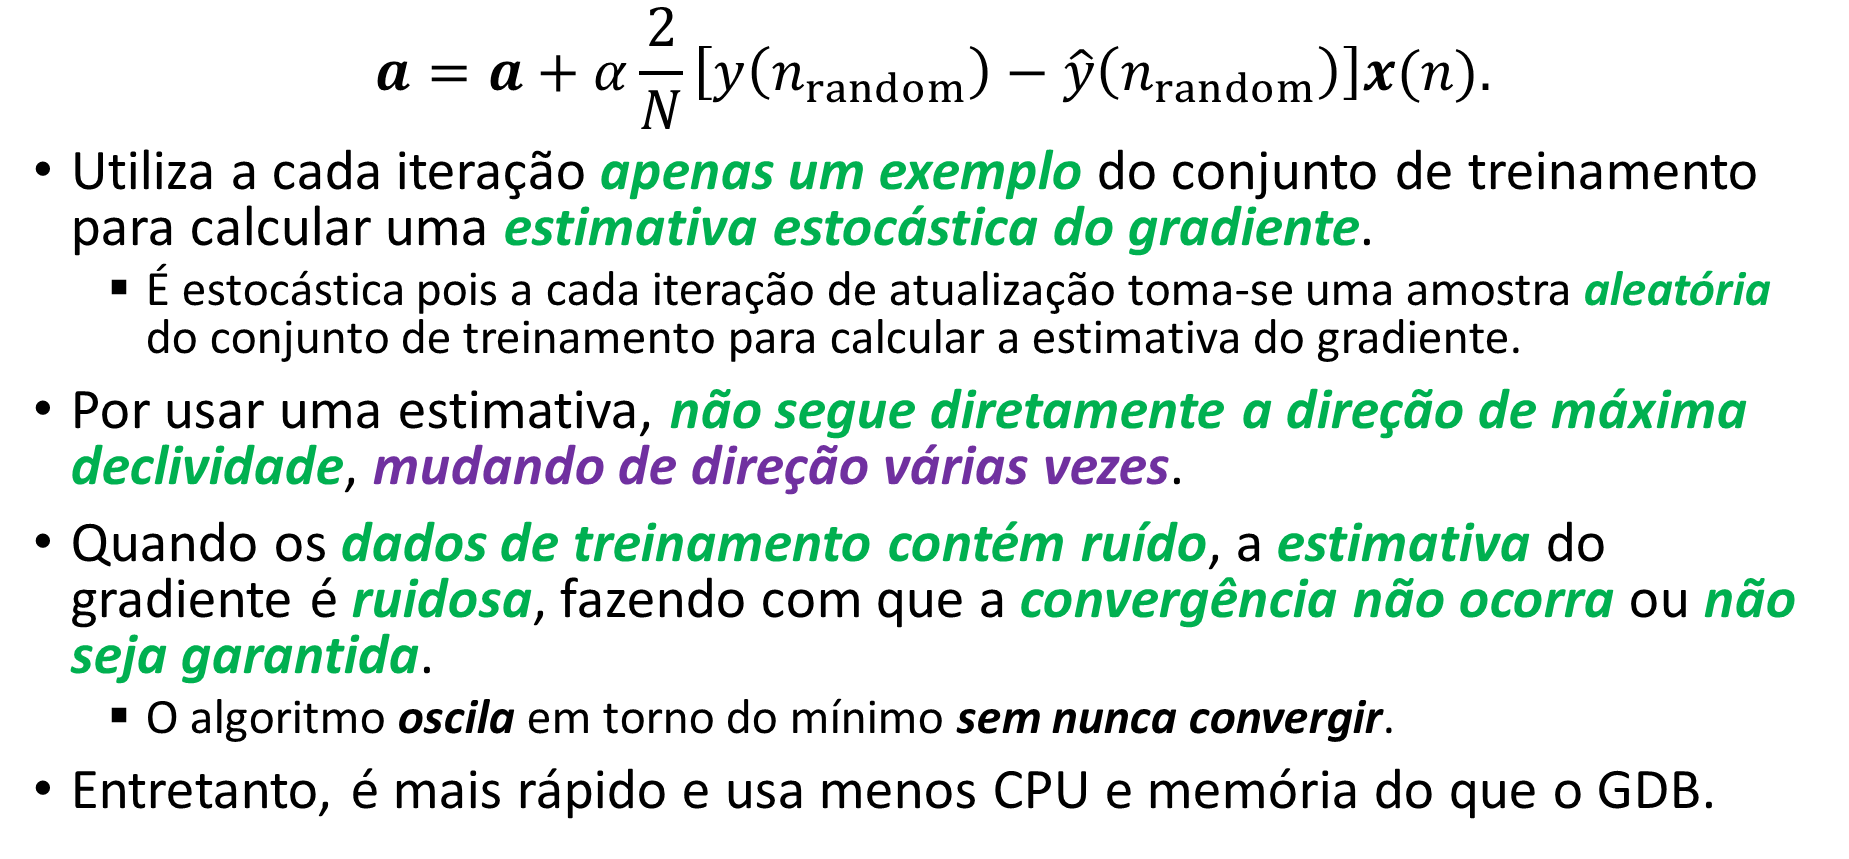 a = a + α 2/N [y(n_random) − ŷ(n_random)]x(n).
• Utiliza a cada iteração apenas um exemplo do conjunto de treinamento
para calcular uma estimativa estocástica do gradiente.
▪ É estocástica pois a cada iteração de atualização toma-se uma amostra aleatória
do conjunto de treinamento para calcular a estimativa do gradiente.
• Por usar uma estimativa, não segue diretamente a direção de máxima
declividade, mudando de direção várias vezes.
• Quando os dados de treinamento contém ruído, a estimativa do
gradiente é ruidosa, fazendo com que a convergência não ocorra ou não
seja garantida.
▪ O algoritmo oscila em torno do mínimo sem nunca convergir.
• Entretanto, é mais rápido e usa menos CPU e memória do que o GDB.